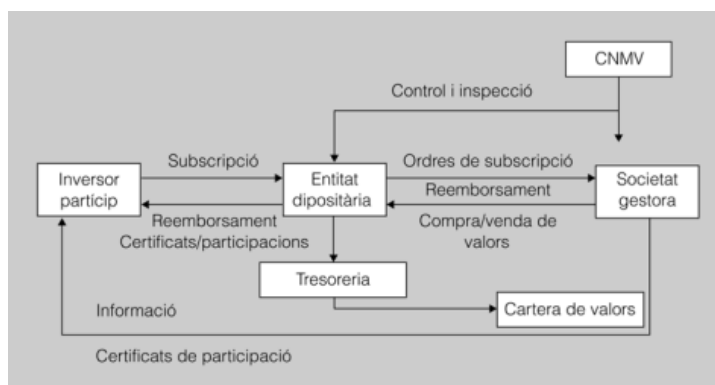 CNMV
Control i inspecció
Subscripció
Ordres de subscripció
Inversor
partícip
Entitat
dipositària
Societat
gestora
Reemborsament
Reemborsament
Certificats/participacions
Compra/venda de
valors
Tresoreria
Informació
Cartera de valors
Certificats de participació